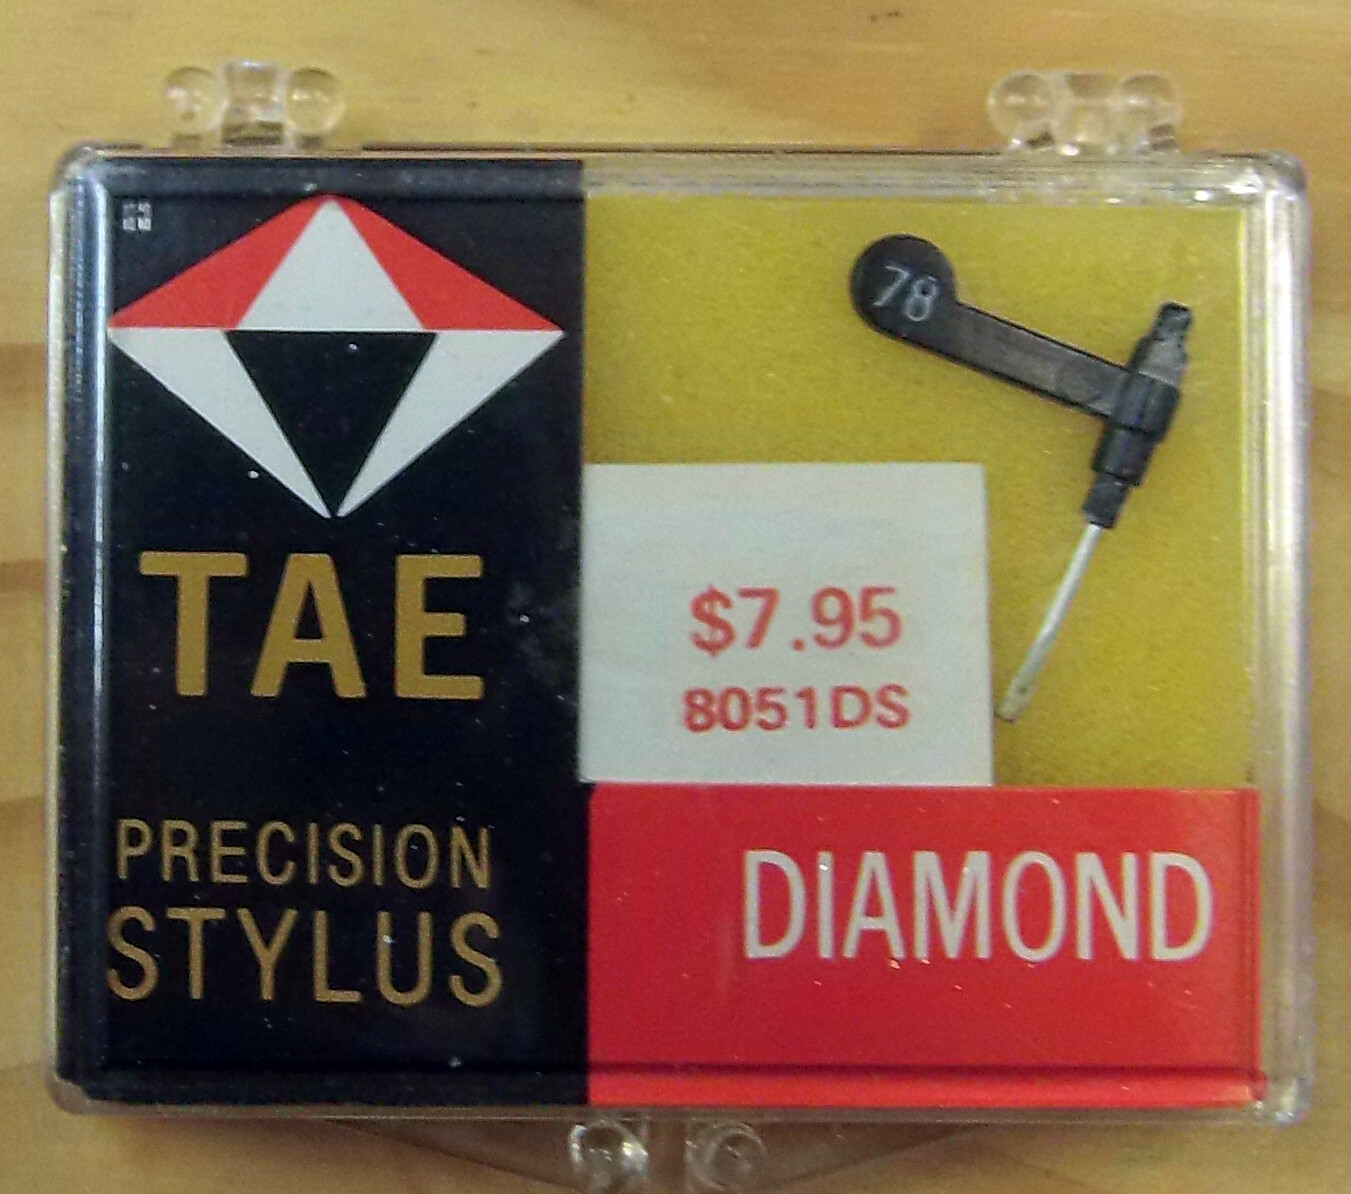 TAE
PRECISION
STYLUS
78
$7.95
8051DS
DIAMOND